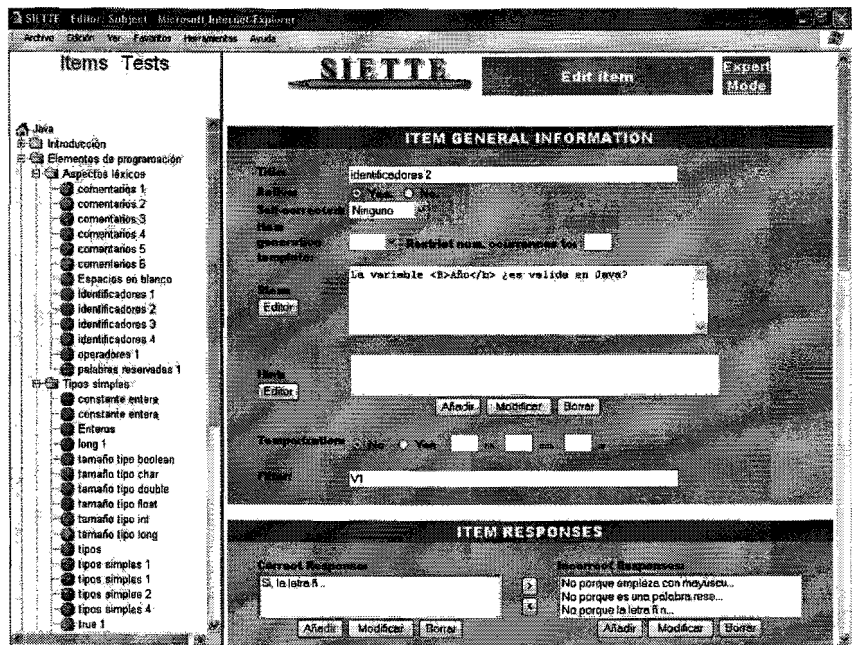 SIETTE Editor: Subject Microsoft Internet Explorer
Archivo Edición Ver Favoritos Herramientas Ayuda
Items Tests
Java
Introducción
Elementos de programación
Aspectos léxicos
comentarios 1
comentarios 2
comentarios 3
comentarios 4
comentarios 5
comentarios 6
Espacios en blanco
identificadores 1
identificadores 2
identificadores 3
identificadores 4
operadores 1
palabras reservadas 1
Tipos simples
constante entera
constante entera
Enteros
long 1
tamaño tipo boolean
tamaño tipo char
tamaño tipo double
tamaño tipo float
tamaño tipo int
tamaño tipo long
tipos
tipos simples 1
tipos simples 1
tipos simples 2
tipos simples 4
true 1
SIETTE Edit item Expert Mode
ITEM GENERAL INFORMATION
Title: identificadores 2
Active: Yes No
Self-corrected: Ninguno
Item generation template: Restrict num. ocurrences to:
Stem La variable <B>Año</b> ¿es valida en Java?
Editor
Hints
Editor
Añadir Modificar Borrar
Temporization: No Yes
V1
ITEM RESPONSES
Correct Responses: Incorrect Responses:
Si, la letra ñ... > No porque empieza con mayúscu...
No porque es una palabra rese...
< No porque la letra ñ n...
Añadir Modificar Borrar Añadir Modificar Borrar